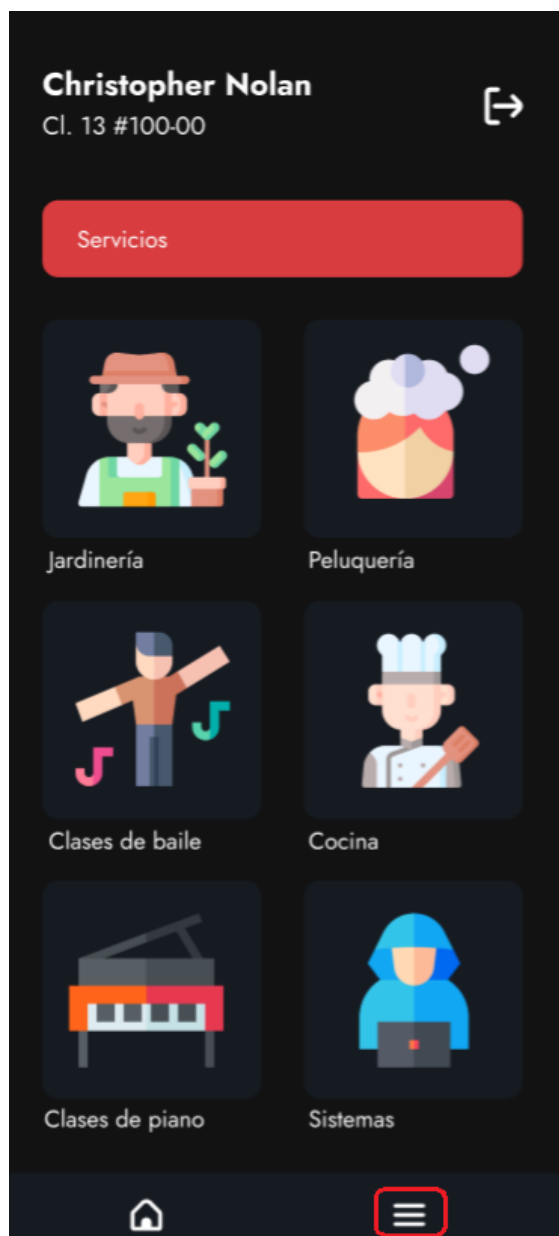 Christopher Nolan
Cl. 13 #100-00
Servicios
Jardinería
Peluquería
Clases de baile
Cocina
Clases de piano
Sistemas